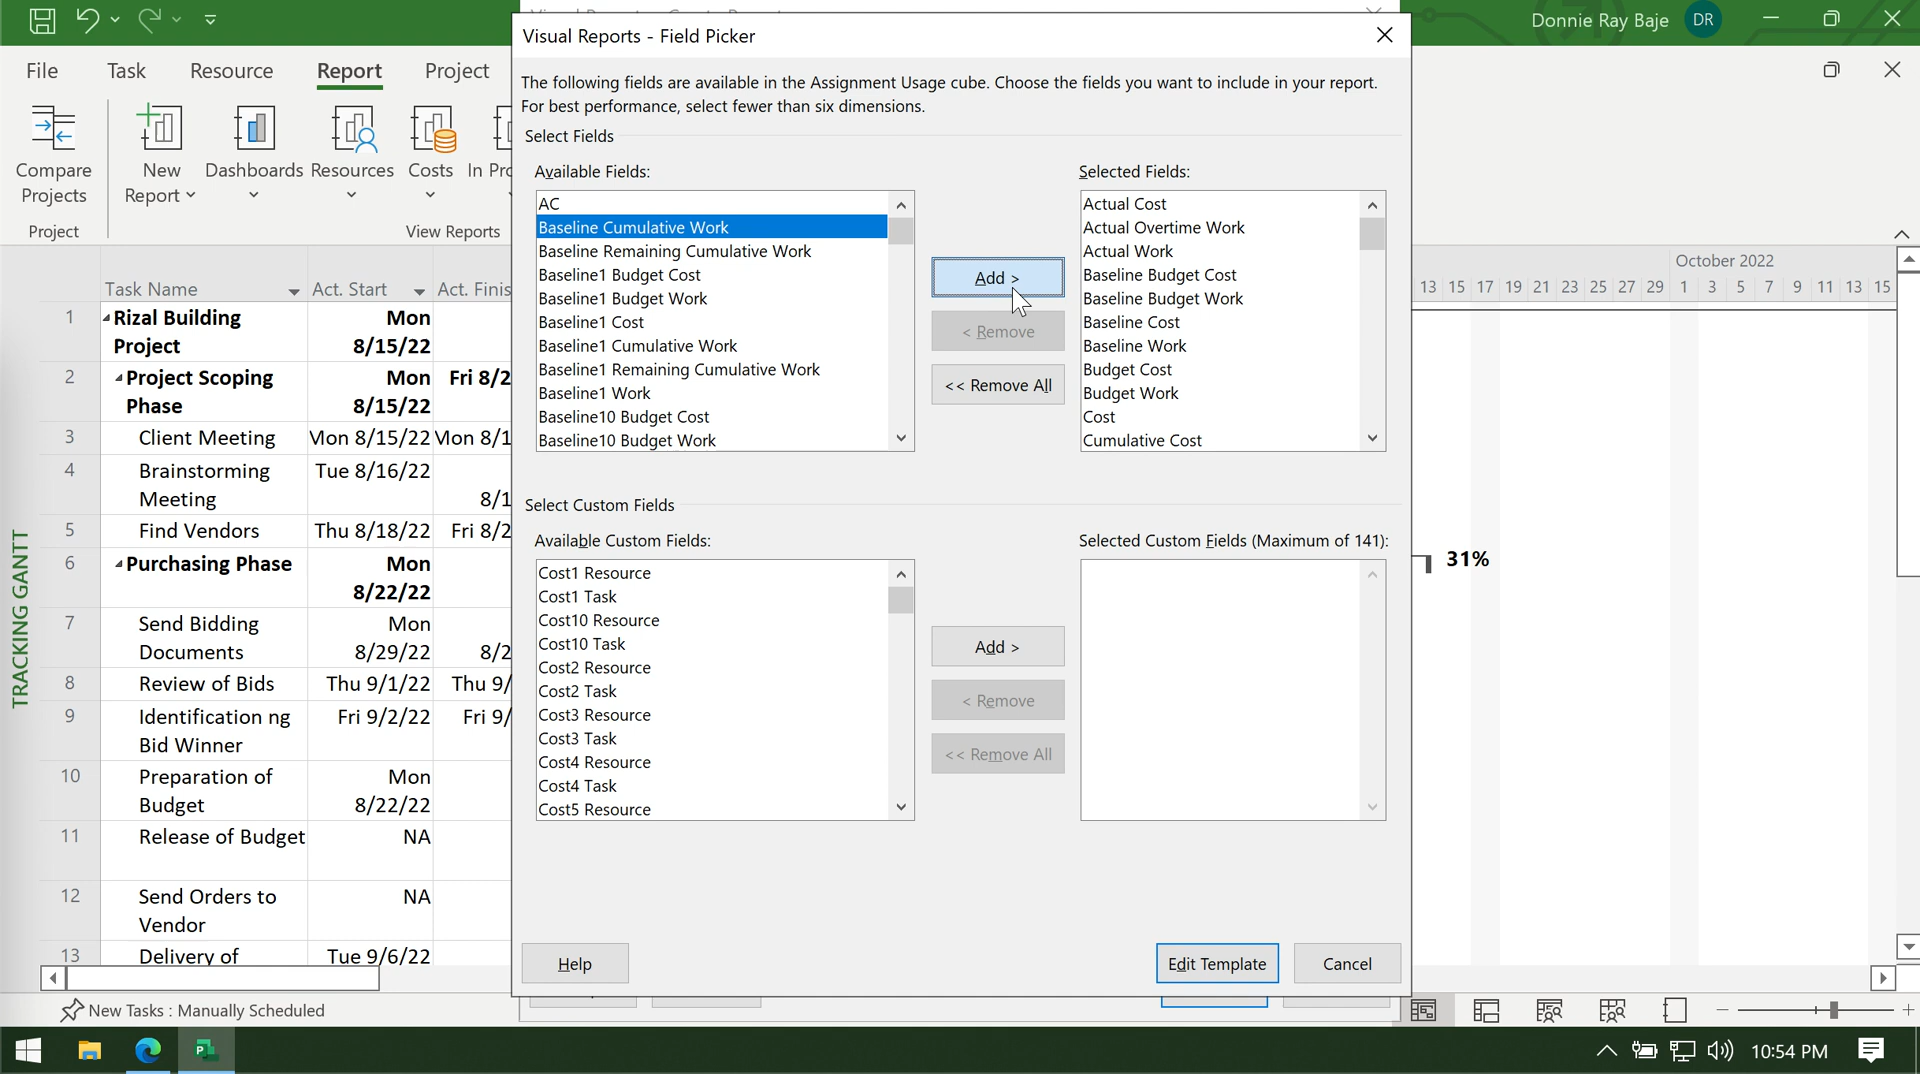 Donnie Ray Baje
DR
File
Task
Resource
Report
Project
Compare
Projects
New
Report
Dashboards
Resources
Costs
In Pro
Project
View Reports
Visual Reports - Field Picker
The following fields are available in the Assignment Usage cube. Choose the fields you want to include in your report.
For best performance, select fewer than six dimensions.
Select Fields
Available Fields:
AC
Baseline Cumulative Work
Baseline Remaining Cumulative Work
Baseline1 Budget Cost
Baseline1 Budget Work
Baseline1 Cost
Baseline1 Cumulative Work
Baseline1 Remaining Cumulative Work
Baseline1 Work
Baseline10 Budget Cost
Baseline10 Budget Work
Add >
< Remove
<< Remove All
Selected Fields:
Actual Cost
Actual Overtime Work
Actual Work
Baseline Budget Cost
Baseline Budget Work
Baseline Cost
Baseline Work
Budget Cost
Budget Work
Cost
Cumulative Cost
Select Custom Fields
Available Custom Fields:
Cost1 Resource
Cost1 Task
Cost10 Resource
Cost10 Task
Cost2 Resource
Cost2 Task
Cost3 Resource
Cost3 Task
Cost4 Resource
Cost4 Task
Cost5 Resource
Add >
< Remove
<< Remove All
Selected Custom Fields (Maximum of 141):
Help
Edit Template
Cancel
TRACKING GANTT
Task Name
Act. Start
Act. Finis
1 Rizal Building Mon
Project 8/15/22
2 Project Scoping Mon Fri 8/2
Phase 8/15/22
3 Client Meeting Mon 8/15/22 Mon 8/1
4 Brainstorming Tue 8/16/22
Meeting 8/1
5 Find Vendors Thu 8/18/22 Fri 8/2
6 Purchasing Phase Mon
8/22/22
7 Send Bidding Mon
Documents 8/29/22 8/2
8 Review of Bids Thu 9/1/22 Thu 9/
9 Identification ng Fri 9/2/22 Fri 9/
Bid Winner
10 Preparation of Mon
Budget 8/22/22
11 Release of Budget NA
12 Send Orders to NA
Vendor
13 Delivery of Tue 9/6/22
October 2022
13 15 17 19 21 23 25 27 29 1 3 5 7 9 11 13 15
31%
New Tasks : Manually Scheduled
10:54 PM